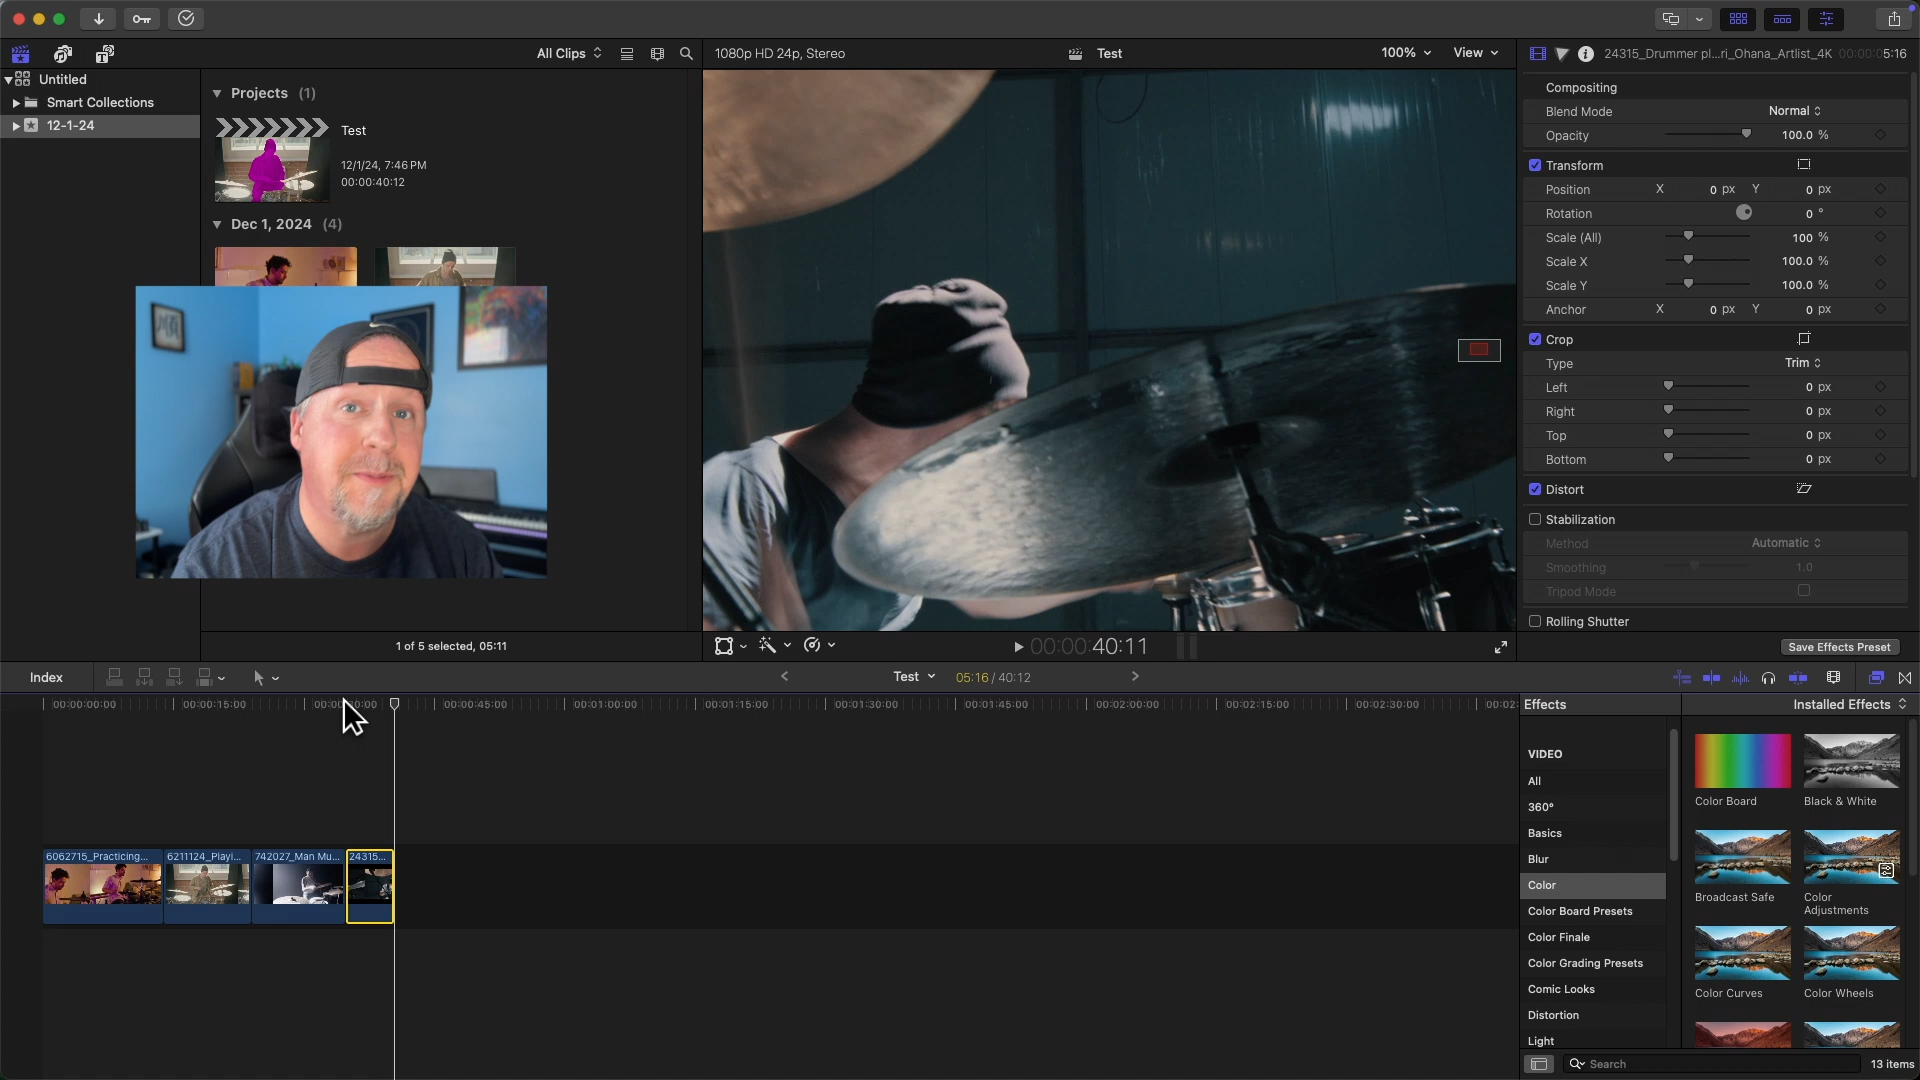 All Clips
1080p HD 24p, Stereo
Test
100%
View
24315_Drummer pl...ri_Ohana_Artlist_4K
00:00:05:16
Untitled
Smart Collections
12-1-24
Projects (1)
Test
12/1/24, 7:46 PM
00:00:40:12
Dec 1, 2024 (4)
1 of 5 selected, 05:11
00:00:40:11
Compositing
Blend Mode Normal
Opacity 100.0 %
Transform
Position X 0 px Y 0 px
Rotation 0 °
Scale (All) 100 %
Scale X 100.0 %
Scale Y 100.0 %
Anchor X 0 px Y 0 px
Crop
Type Trim
Left 0 px
Right 0 px
Top 0 px
Bottom 0 px
Distort
Stabilization
Method Automatic
Smoothing 1.0
Tripod Mode
Rolling Shutter
Save Effects Preset
Index
Test
05:16 / 40:12
00:00:00:00
00:00:15:00
00:00:45:00
00:01:00:00
00:01:15:00
00:01:30:00
00:01:45:00
00:02:00:00
00:02:15:00
00:02:30:00
6062715_Practicing...
6211124_Playi...
742027_Man Mu...
24315...
Effects
Installed Effects
VIDEO
All
360°
Basics
Blur
Color
Color Board Presets
Color Finale
Color Grading Presets
Comic Looks
Distortion
Light
Color Board
Black & White
Broadcast Safe
Color
Adjustments
Color Curves
Color Wheels
Search
13 items